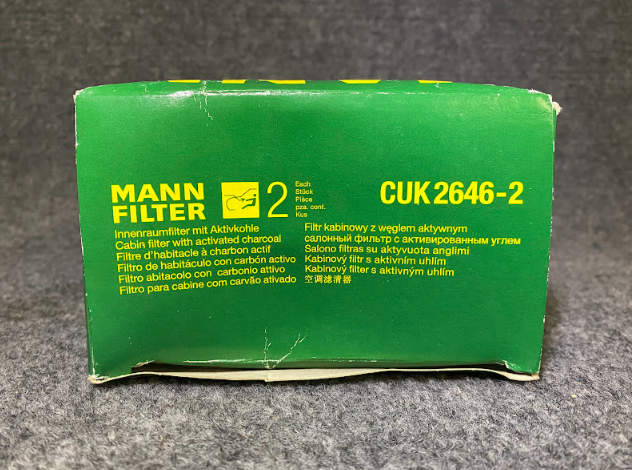 MANN
FILTER
2
Each
Stück
Pièce
pza. cont.
Kus
CUK 2646-2
Innenraumfilter mit Aktivkohle
Cabin filter with activated charcoal
Filtre d'habitacle à charbon actif
Filtro de habitáculo con carbón activo
Filtro abitacolo con carbonio attivo
Filtro para cabine com carvão ativado
Filtr kabinowy z węglem aktywnym
салонный фильтр с активированным углем
Salono filtras su aktyvuota anglimi
Kabinový filtr s aktivním uhlím
Kabinový filter s aktívným uhlím
空调滤清器